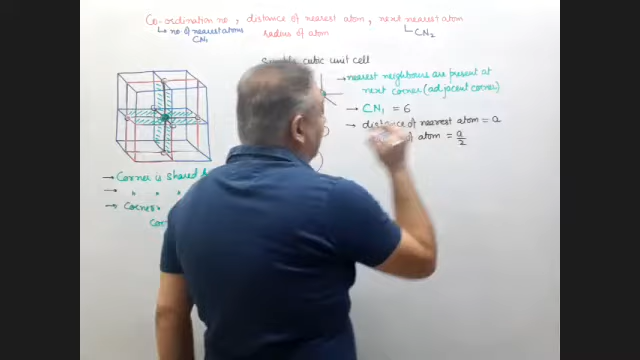 Co-ordination no, distance of nearest atom, next nearest atom
↳ no of nearest atoms
CN₁
radius of atom
↳ CN₂
cubic unit cell
→ nearest neighbours are present at
next corner (adjacent corner)
→ CN₁ = 6
→ distance of nearest atom = a
of atom = a/2
→ Corner is shared
→ " " "
→ Corner